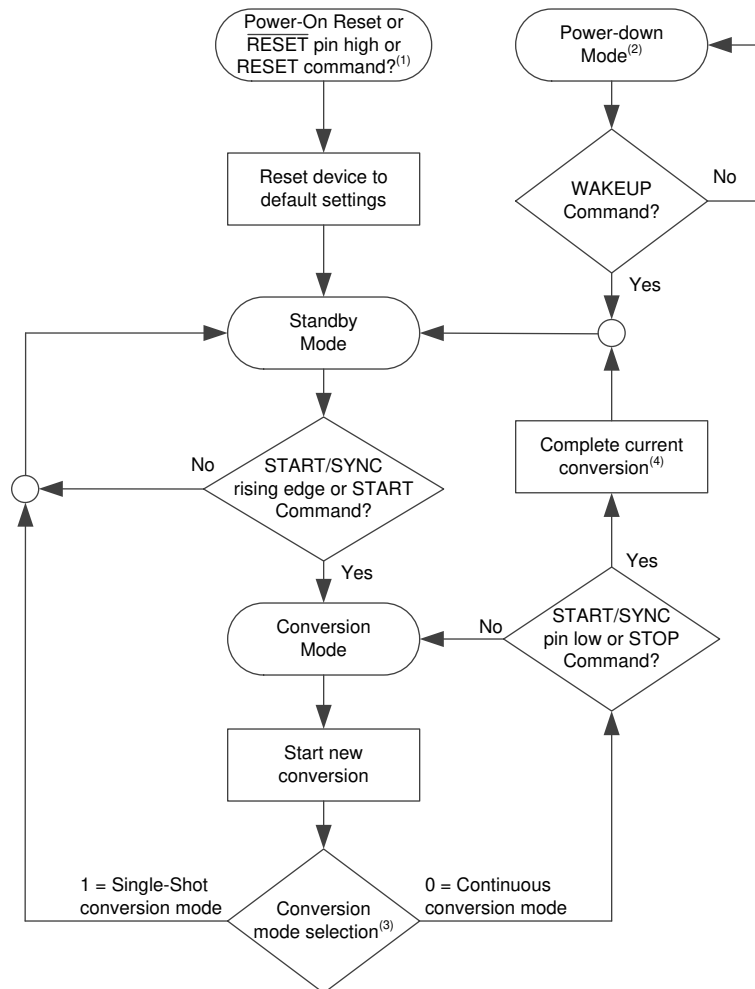 Power-On Reset or
RESET pin high or
RESET command?(1)
Power-down
Mode(2)
Reset device to
default settings
WAKEUP
Command?
No
Yes
Standby
Mode
Complete current
conversion(4)
No
START/SYNC
rising edge or START
Command?
Yes
Yes
Conversion
Mode
No
START/SYNC
pin low or STOP
Command?
Start new
conversion
1 = Single-Shot
conversion mode
0 = Continuous
conversion mode
Conversion
mode selection(3)